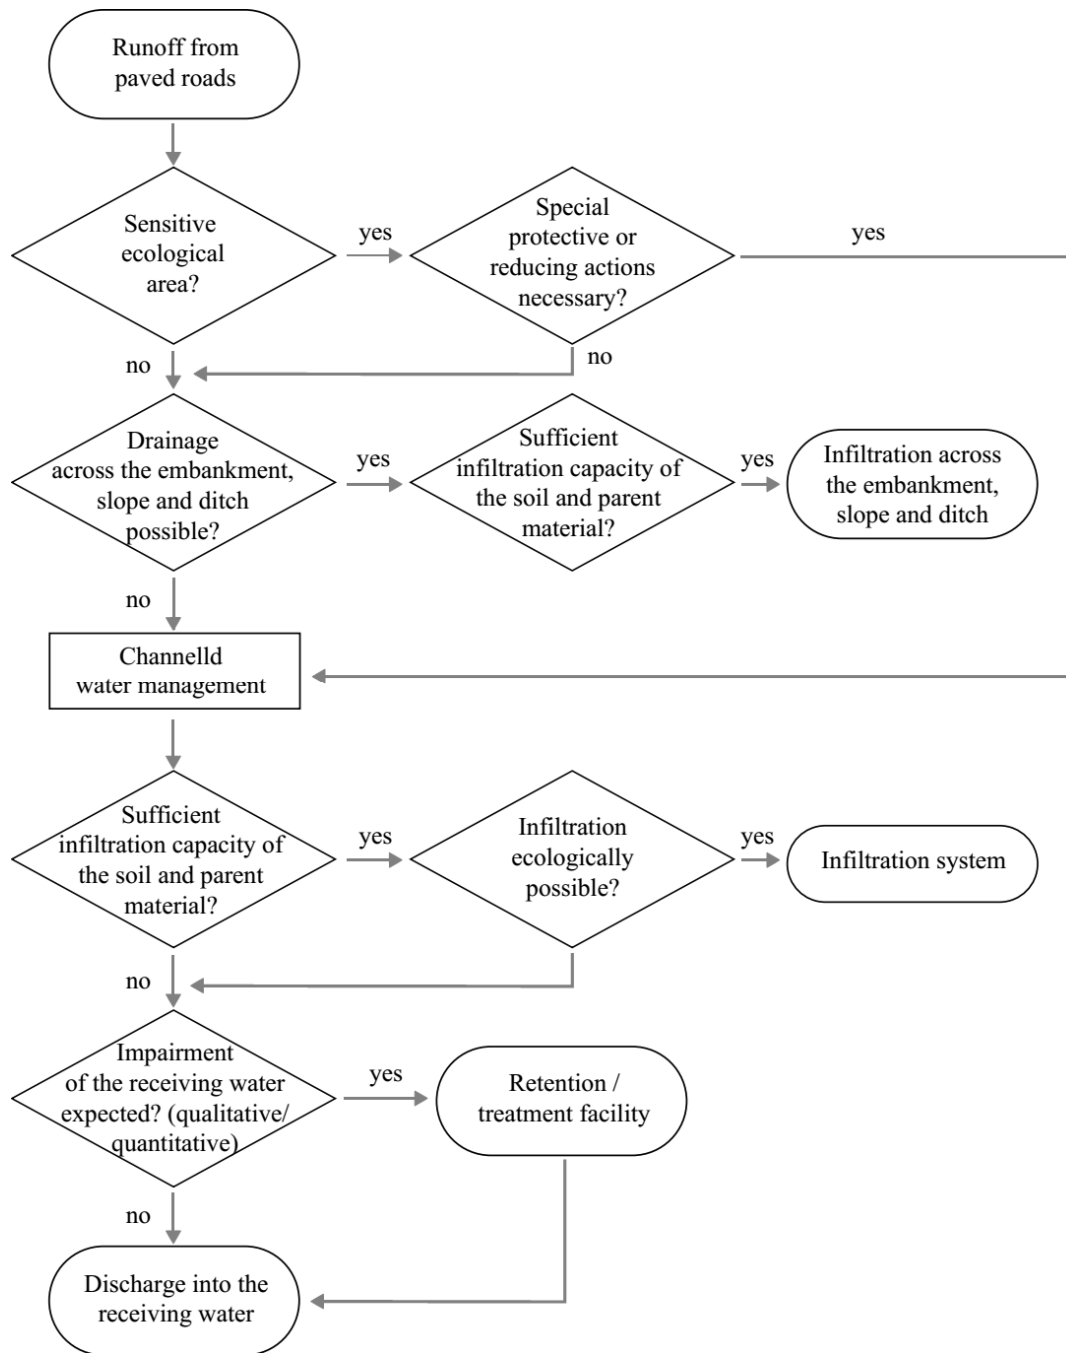 Runoff from
paved roads
Sensitive
ecological
area?
yes
Special
protective or
reducing actions
necessary?
yes
no
no
Drainage
across the embankment,
slope and ditch
possible?
yes
Sufficient
infiltration capacity of
the soil and parent
material?
yes
Infiltration across
the embankment,
slope and ditch
no
Channelld
water management
Sufficient
infiltration capacity of
the soil and parent
material?
yes
Infiltration
ecologically
possible?
yes
Infiltration system
no
Impairment
of the receiving water
expected? (qualitative/
quantitative)
yes
Retention /
treatment facility
no
Discharge into the
receiving water